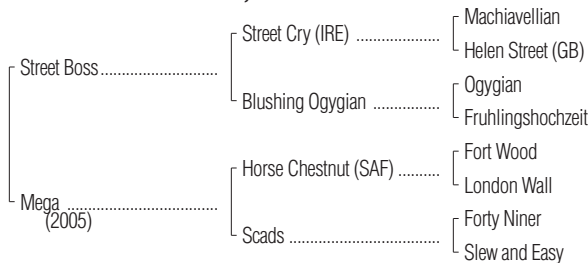 Machiavellian
Street Cry (IRE) ...................
Helen Street (GB)
Street Boss...........................
Ogygian
Blushing Ogygian ...............
Fruhlingshochzeit
Fort Wood
Horse Chestnut (SAF) .........
London Wall
Mega ..................................
(2005)
Forty Niner
Scads ..................................
Slew and Easy